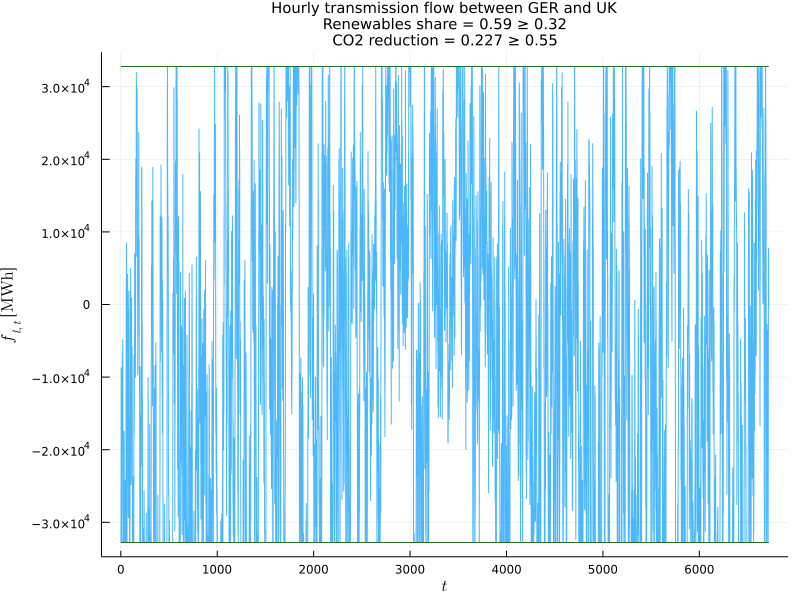 Hourly transmission flow between GER and UK
Renewables share = 0.59 ≥ 0.32
CO2 reduction = 0.227 ≥ 0.55
3.0×10⁴
2.0×10⁴
1.0×10⁴
0
−1.0×10⁴
−2.0×10⁴
−3.0×10⁴
f_{l,t} [MWh]
0 1000 2000 3000 4000 5000 6000
t